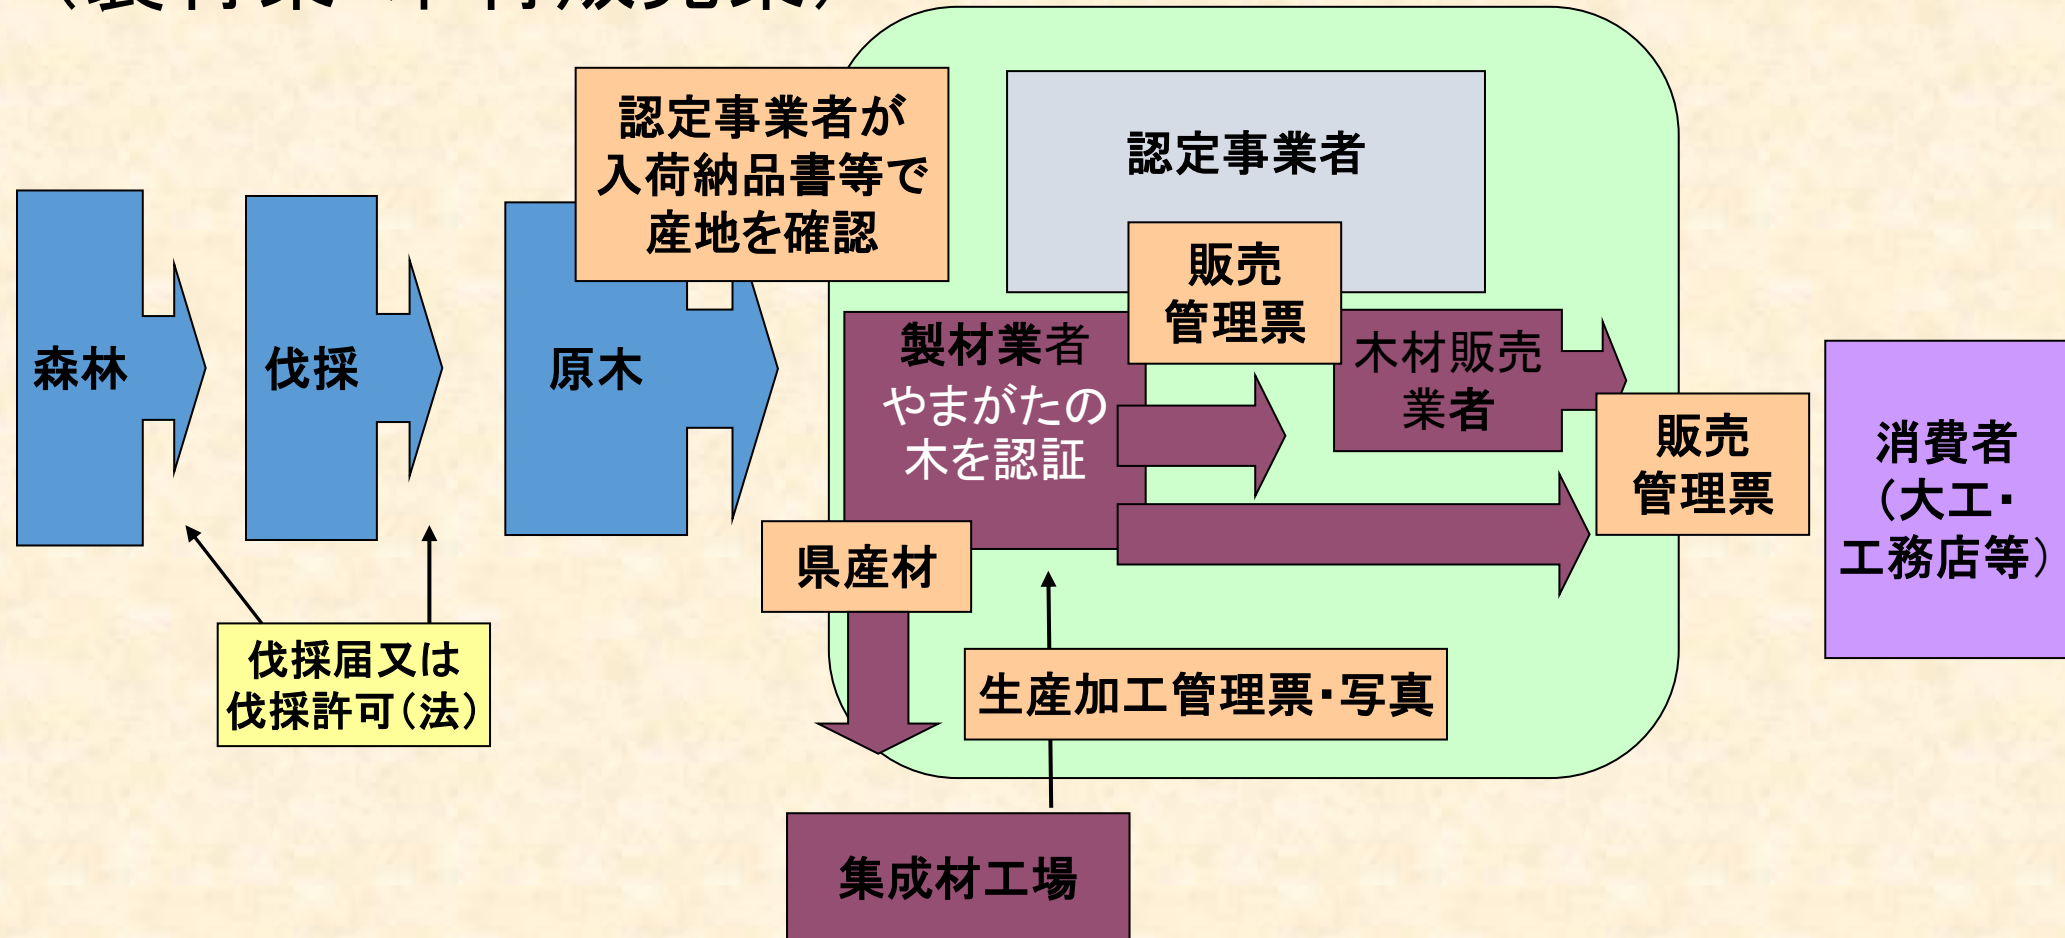 認定事業者が
入荷納品書等で
産地を確認
認定事業者
販売
管理票
森林
伐採
原木
製材業者
やまがたの
木を認証
木材販売
業者
販売
管理票
消費者
（大工・
工務店等）
県産材
伐採届又は
伐採許可（法）
生産加工管理票・写真
集成材工場